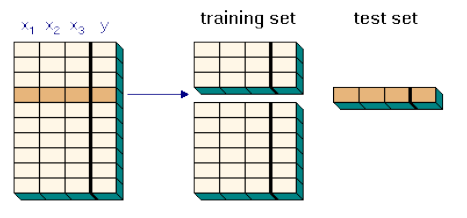 training set
test set
x1 x2 x3 y